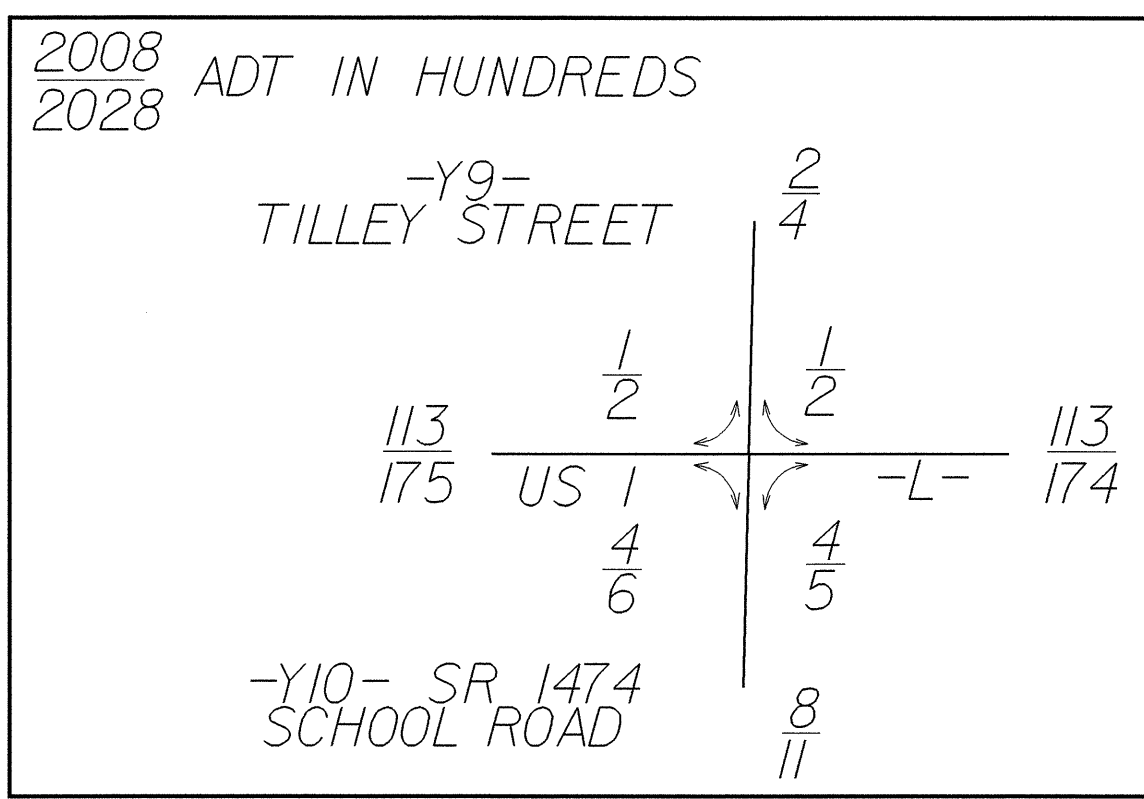 2008
2028 ADT IN HUNDREDS
-Y9-
TILLEY STREET
2
4
1
2
1
2
113
175
US 1
-L-
113
174
4
6
4
5
-Y10- SR 1474
SCHOOL ROAD
8
11